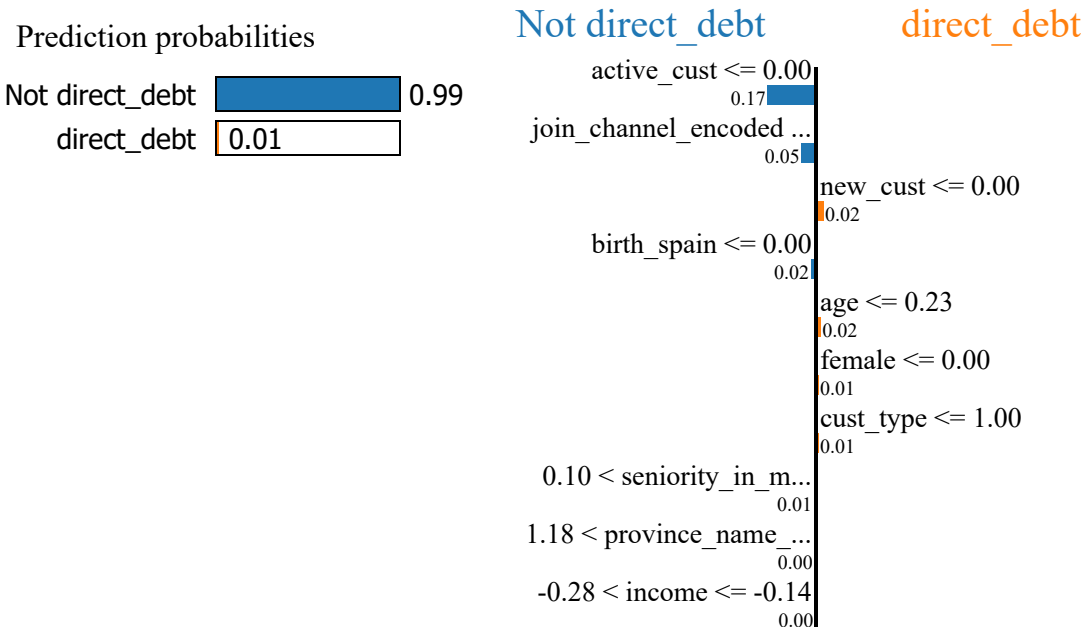 Prediction probabilities
Not direct_debt 0.99
direct_debt 0.01
Not direct_debt direct_debt
active_cust <= 0.00
0.17
join_channel_encoded ...
0.05
new_cust <= 0.00
0.02
birth_spain <= 0.00
0.02
age <= 0.23
0.02
female <= 0.00
0.01
cust_type <= 1.00
0.01
0.10 < seniority_in_m...
0.01
1.18 < province_name_...
0.00
-0.28 < income <= -0.14
0.00